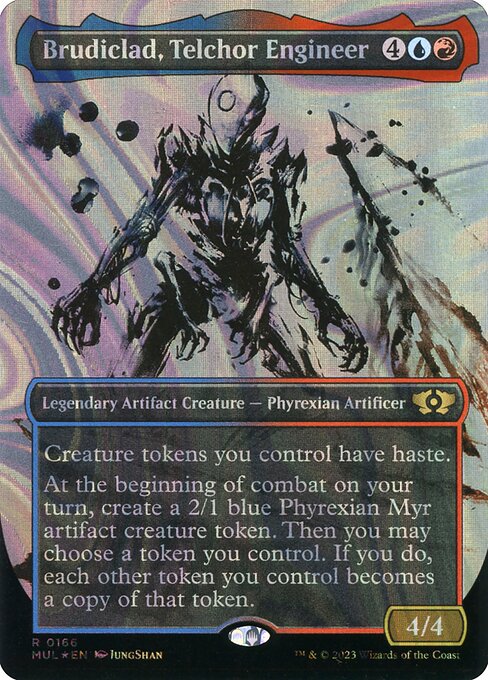 Brudiclad, Telchor Engineer 4
Legendary Artifact Creature — Phyrexian Artificer
Creature tokens you control have haste.
At the beginning of combat on your
turn, create a 2/1 blue Phyrexian Myr
artifact creature token. Then you may
choose a token you control. If you do,
each other token you control becomes
a copy of that token.
4/4
R 0166
MUL★EN JungShan
™ & © 2023 Wizards of the Coast